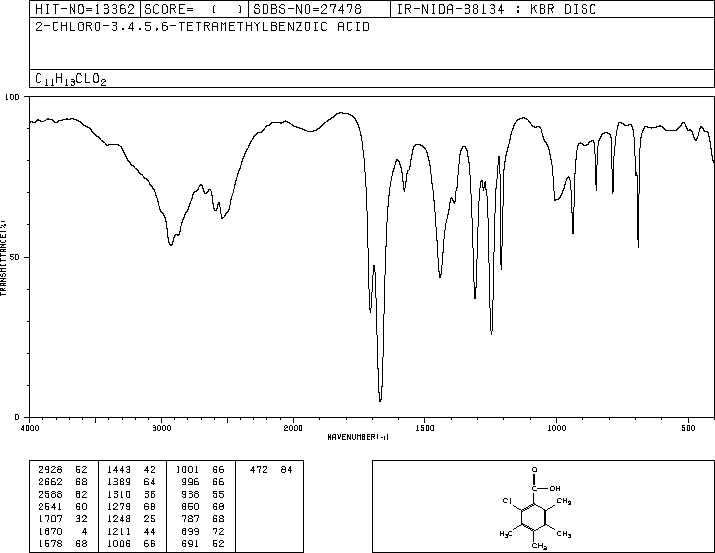 HIT-NO=13362 SCORE= ( ) SDBS-NO=27478 IR-NIDA-38134 : KBR DISC
2-CHLORO-3,4,5,6-TETRAMETHYLBENZOIC ACID
C11H13CLO2
100
50
0
TRANSMITTANCE(%)
4000 3000 2000 1500 1000 500
WAVENUMBER(-1)
2928 52 1443 42 1001 66 472 84
2662 68 1389 64 996 66
2588 62 1310 36 938 55
2541 60 1279 68 850 68
1707 32 1248 25 787 68
1670 4 1211 44 699 72
1578 68 1006 66 691 52
O
C OH
Cl CH3
H3C CH3
CH3